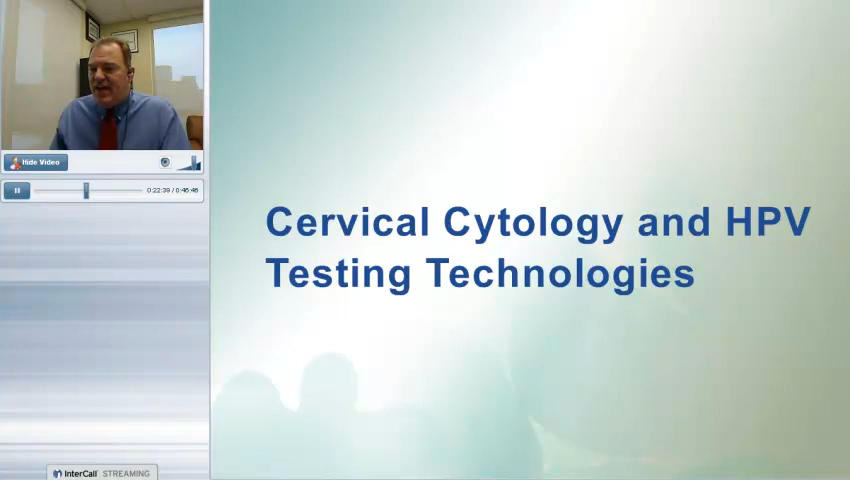 Hide Video
0:22:39 / 0:46:46
Cervical Cytology and HPV
Testing Technologies
InterCall STREAMING